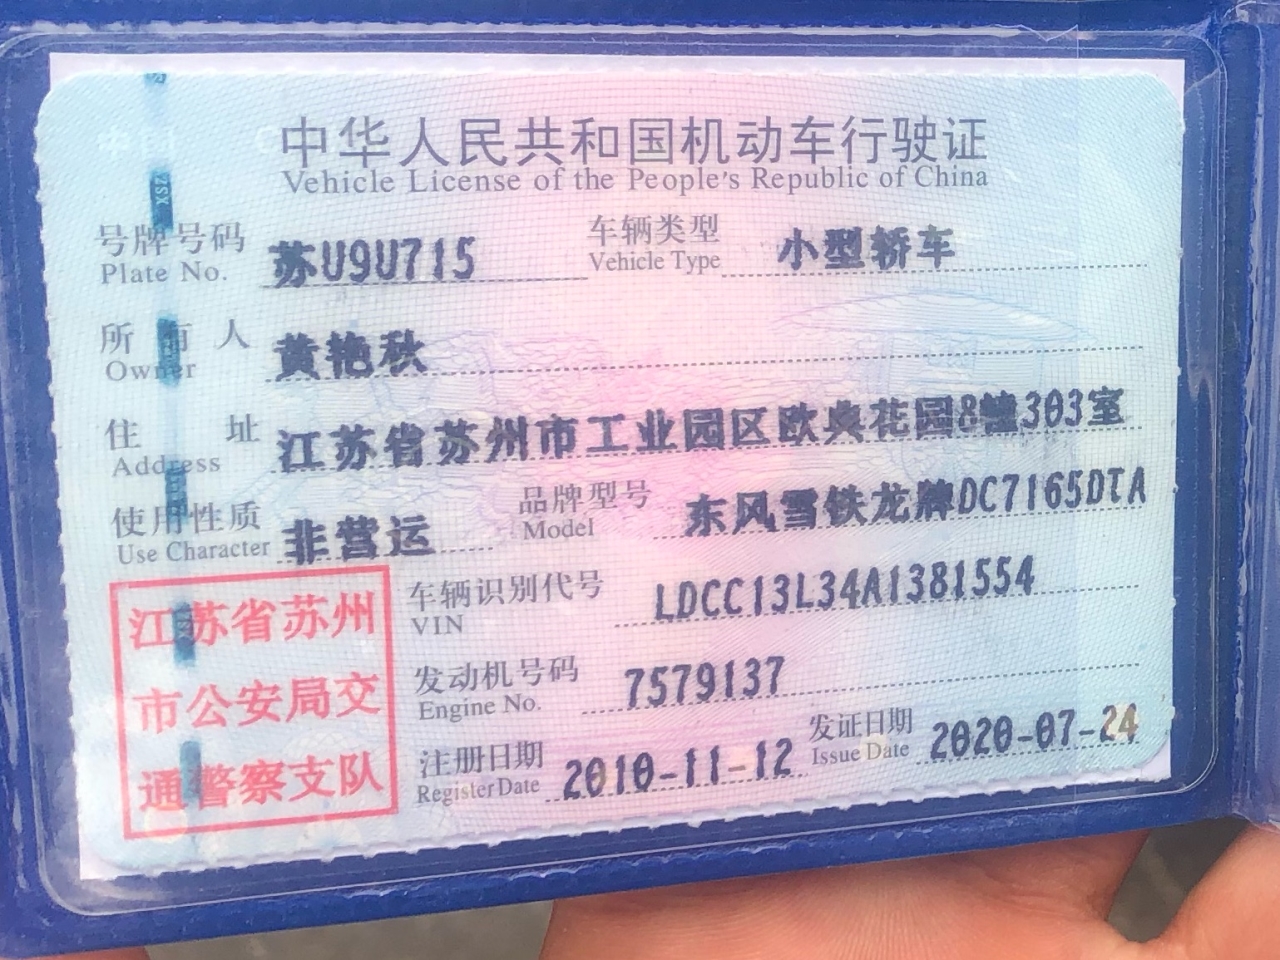 中华人民共和国机动车行驶证
Vehicle License of the People's Republic of China
号牌号码 苏U9U715 车辆类型 小型轿车
Plate No. Vehicle Type
所有人 黄艳秋
Owner
住址 江苏省苏州市工业园区欧典花园8幢303室
Address
使用性质 非营运 品牌型号 东风雪铁龙牌DC7165DTA
Use Character Model
江苏省苏州
市公安局交
通警察支队
车辆识别代号 LDCC13L34A1381554
VIN
发动机号码 7579137
Engine No.
注册日期 2010-11-12 发证日期 2020-07-24
Register Date Issue Date